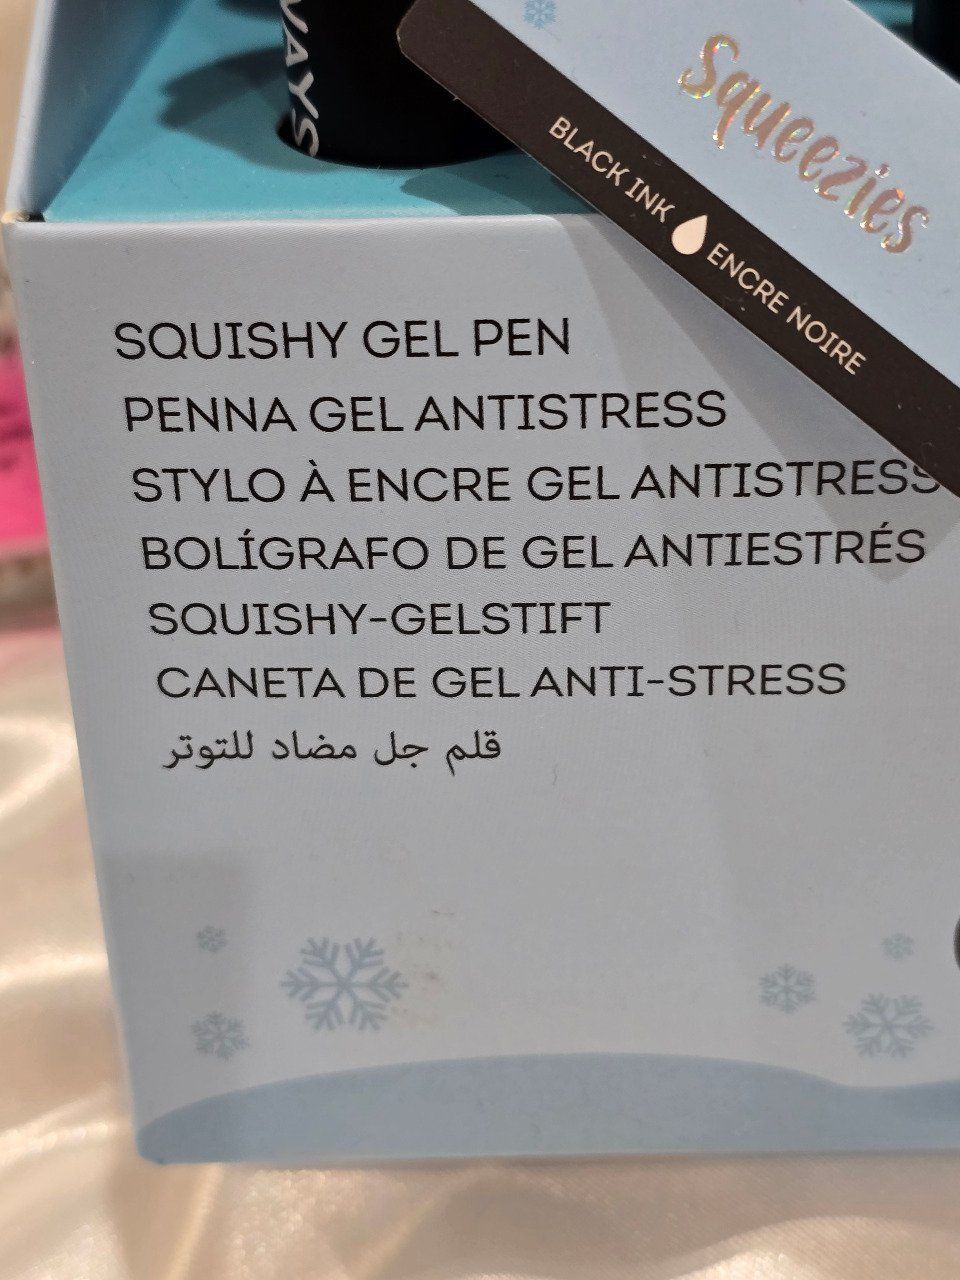 Squeezies
BLACK INK ENCRE NOIRE
SQUISHY GEL PEN
PENNA GEL ANTISTRESS
STYLO À ENCRE GEL ANTISTRESS
BOLÍGRAFO DE GEL ANTIESTRÉS
SQUISHY-GELSTIFT
CANETA DE GEL ANTI-STRESS
قلم جل مضاد للتوتر